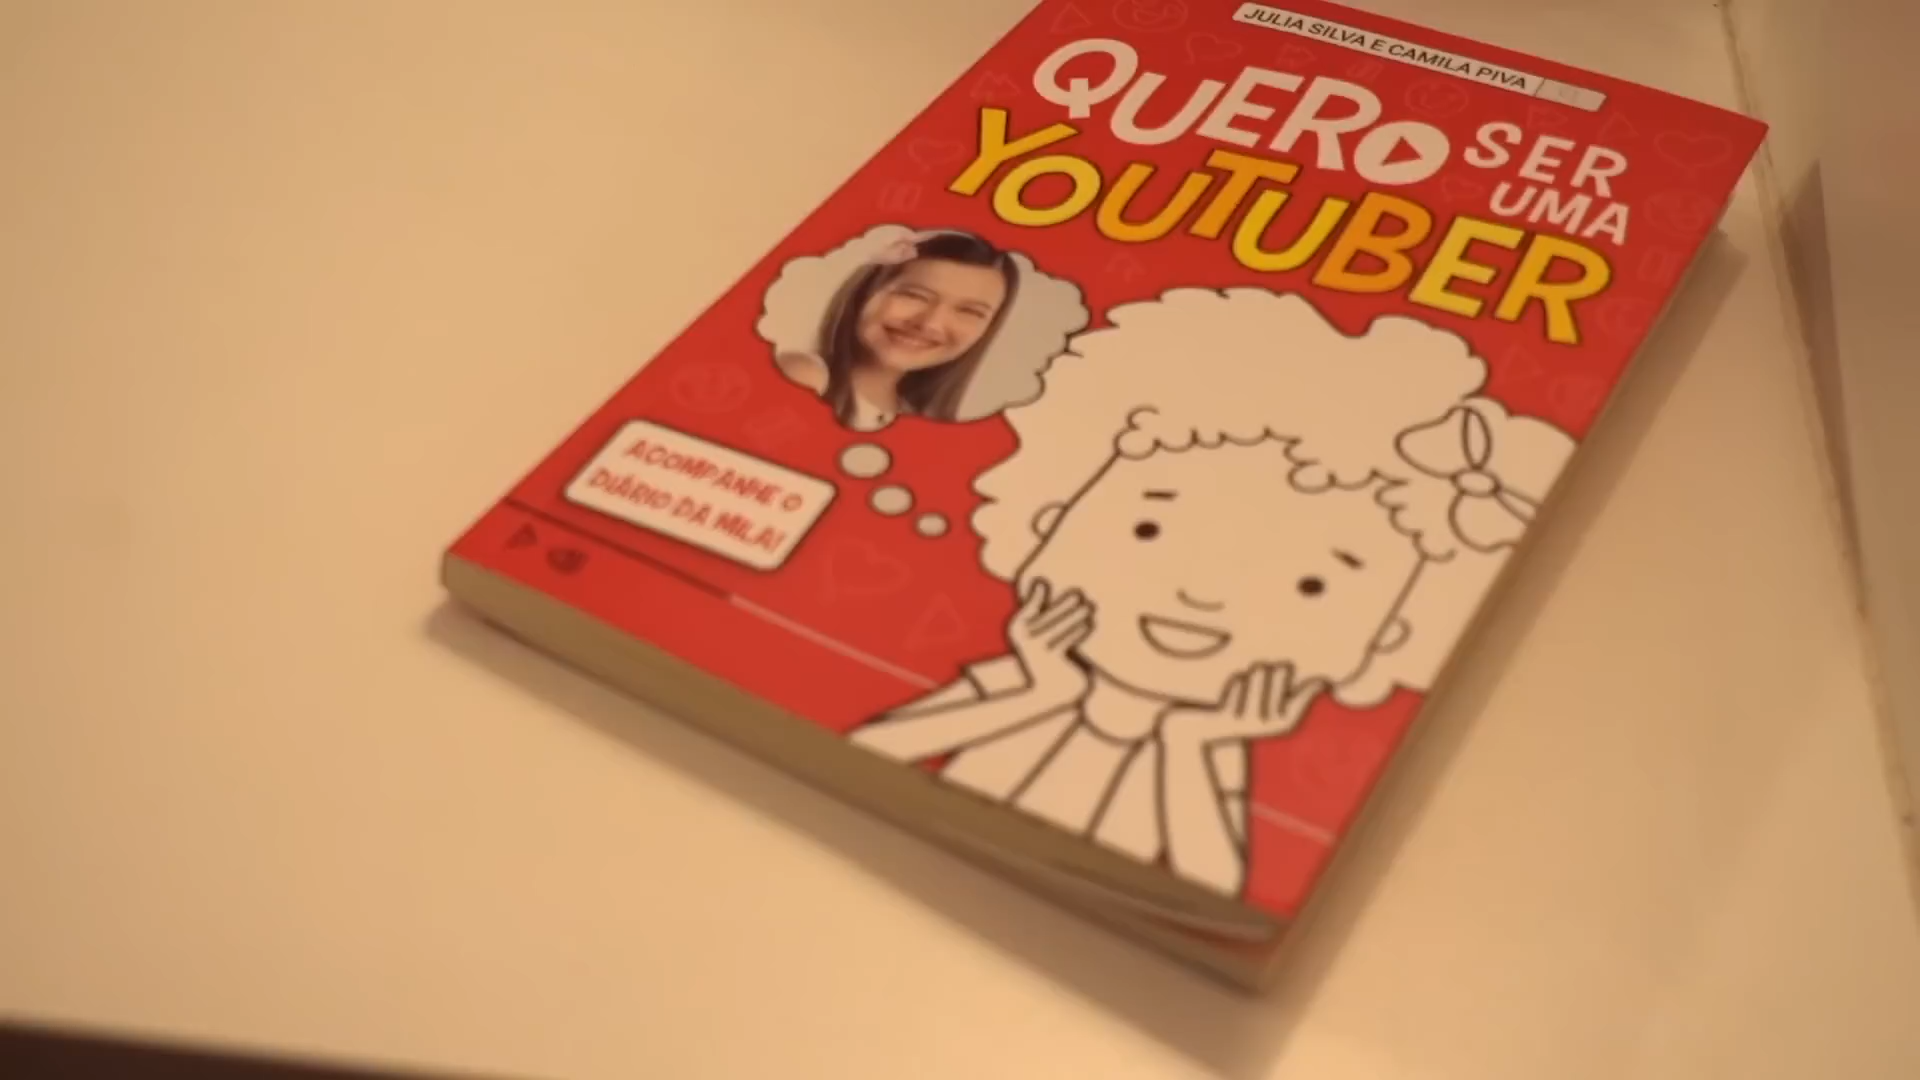 JULIA SILVA E CAMILA PIVA
QUERO SER
UMA
YOUTUBER
ACOMPANHE O
DIÁRIO DA MILA!